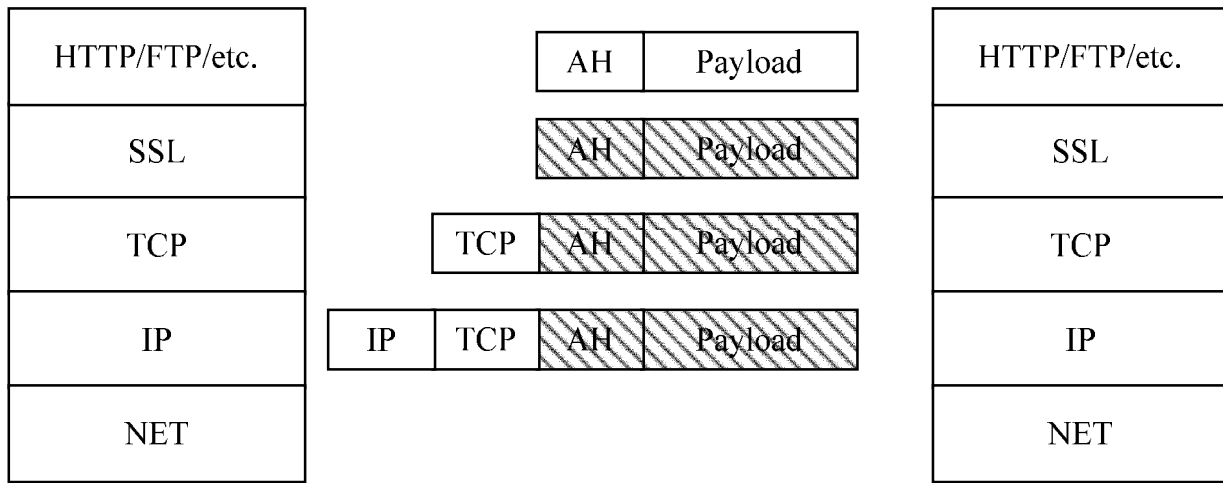 HTTP/FTP/etc. AH Payload HTTP/FTP/etc.
SSL AH Payload SSL
TCP TCP AH Payload TCP
IP IP TCP AH Payload IP
NET NET